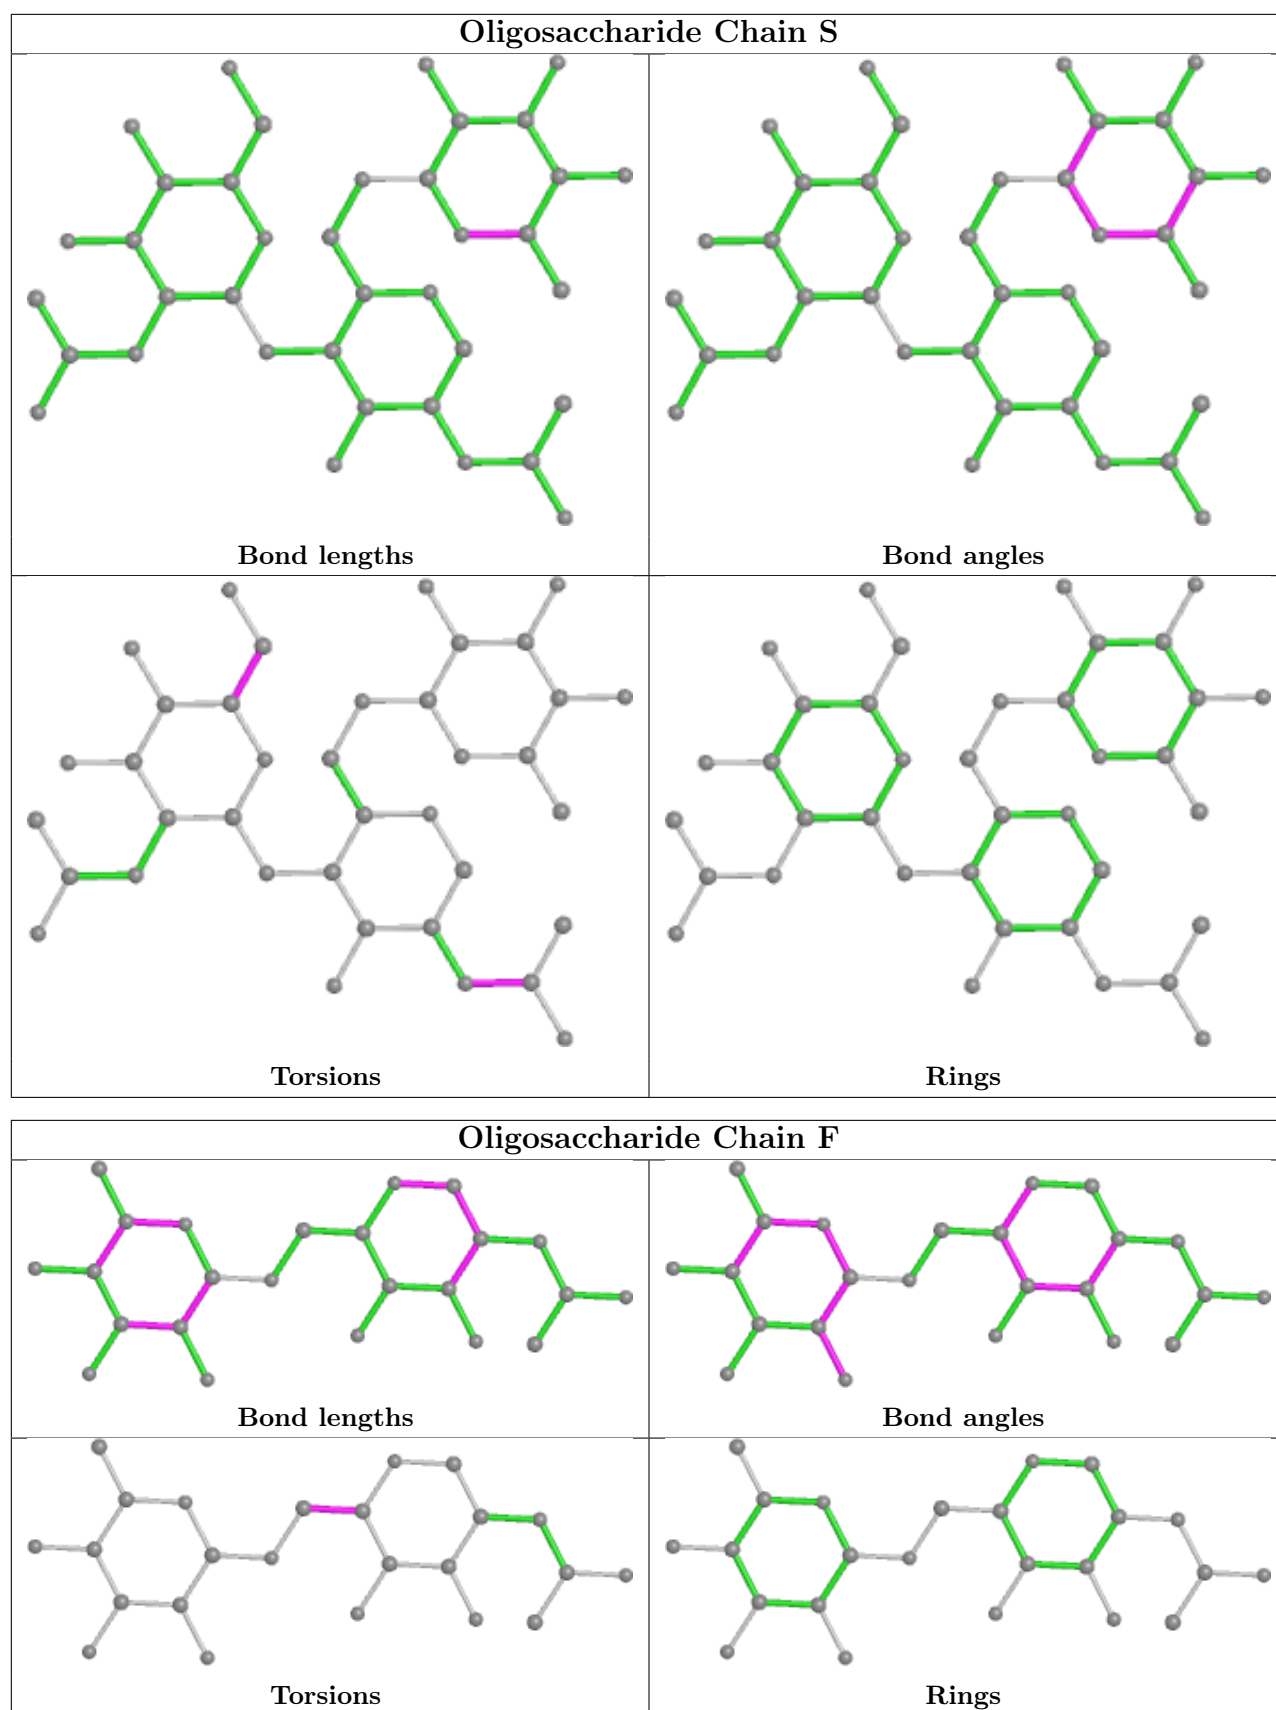 Oligosaccharide Chain S
Bond lengths
Bond angles
Torsions
Rings
Oligosaccharide Chain F
Bond lengths
Bond angles
Torsions
Rings